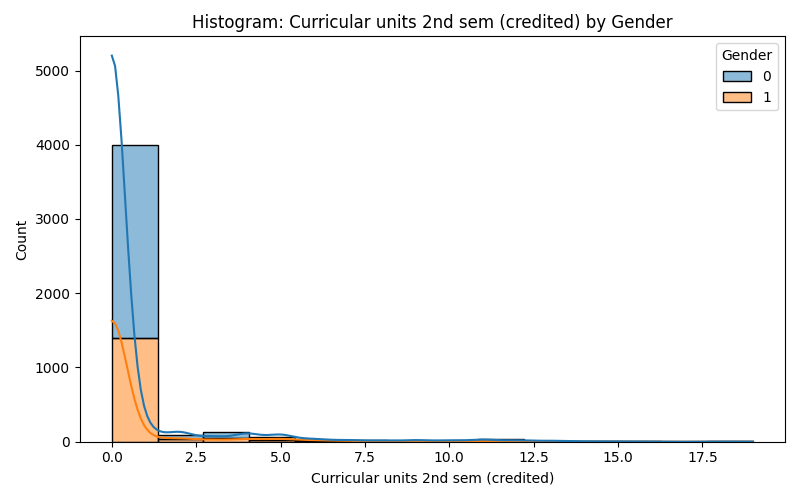 Histogram: Curricular units 2nd sem (credited) by Gender
Gender
0
1
5000
4000
3000
2000
1000
0
Count
0.0 2.5 5.0 7.5 10.0 12.5 15.0 17.5
Curricular units 2nd sem (credited)